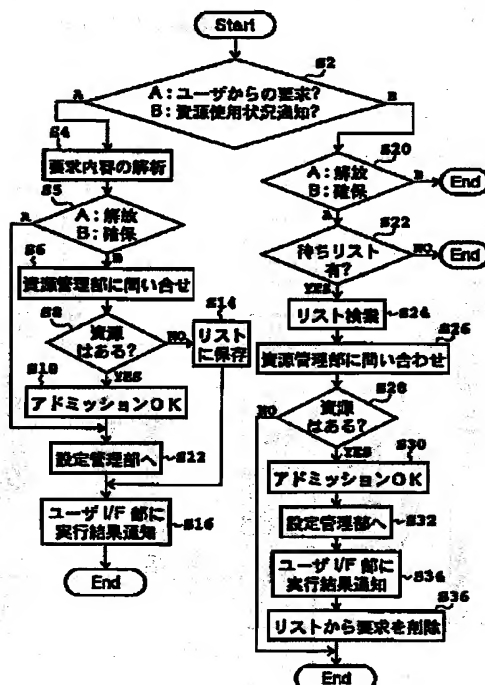 Start
S2
A：ユーザからの要求?
B：資源使用状況通知?
A
B
S4
要求内容の解析
S5
A：解放
B：確保
A
B
S6
資源管理部に問い合せ
S8
資源
はある?
NO
YES
S14
リスト
に保存
S10
アドミッションOK
設定管理部へ
S12
ユーザ I/F 部に
実行結果通知
S16
End
S20
A：解放
B：確保
B
End
A
S22
待ちリスト
有?
NO
End
YES
リスト検索
S24
S26
資源管理部に問い合わせ
S28
資源
はある?
NO
YES
S30
アドミッションOK
設定管理部へ
S32
ユーザ I/F 部に
実行結果通知
S34
S36
リストから要求を削除
End